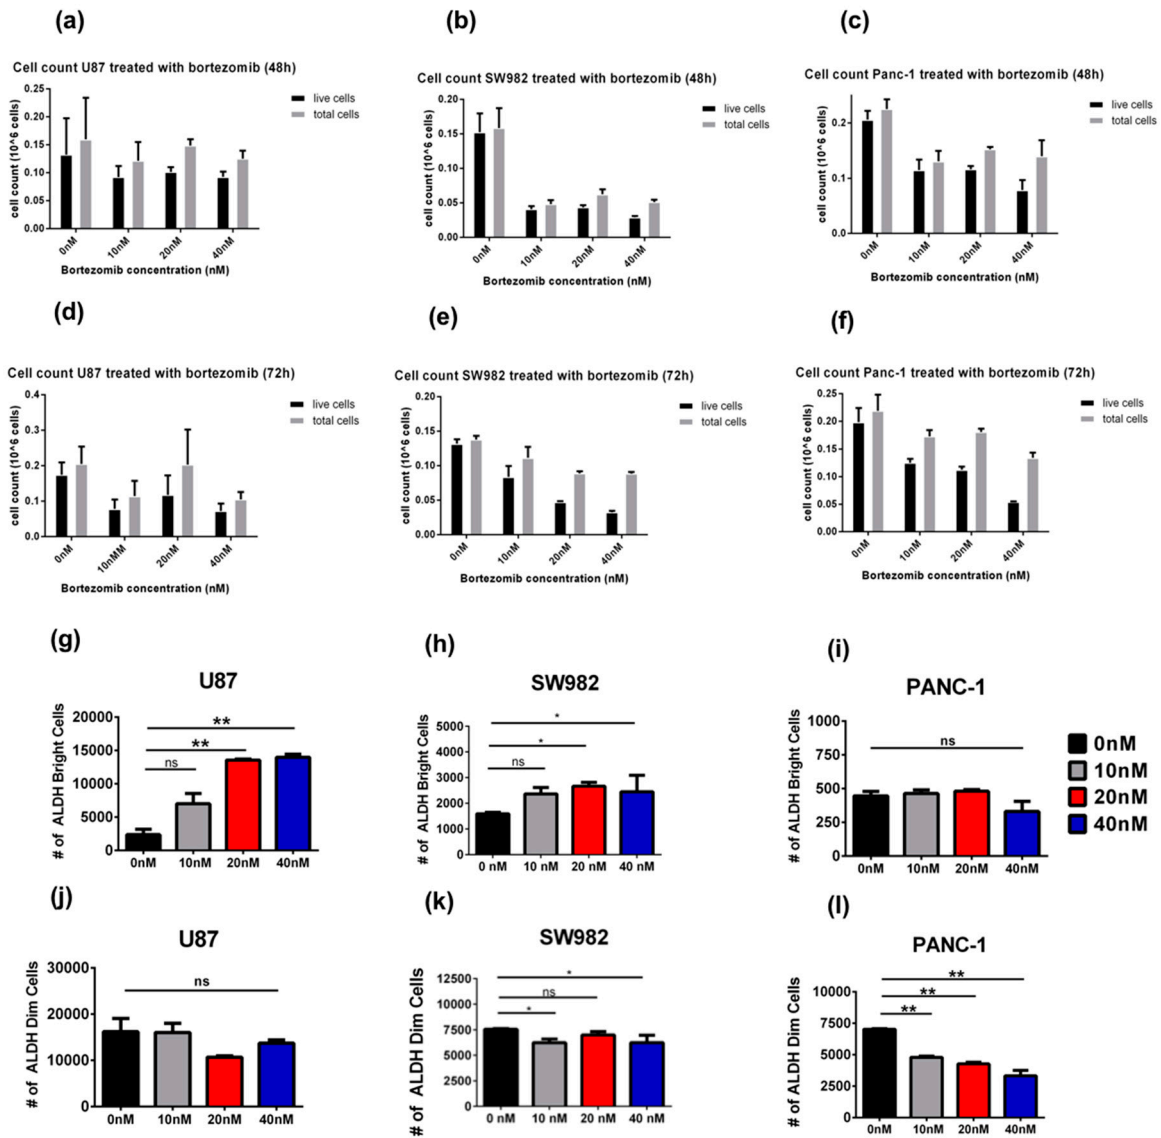 (a)
(b)
(c)
Cell count U87 treated with bortezomib (48h)
cell count (10^6 cells)
0.25
0.20
0.15
0.10
0.05
0.00
0nM
10nM
20nM
40nM
Bortezomib concentration (nM)
live cells
total cells
Cell count SW982 treated with bortezomib (48h)
cell count (10^6 cells)
0.20
0.15
0.10
0.05
0.00
0nM
10nM
20nM
40nM
Bortezomib concentration (nM)
live cells
total cells
Cell count Panc-1 treated with bortezomib (48h)
cell count (10^6 cells)
0.2
0.1
0.0
0nM
10nM
20nM
40nM
Bortezomib concentration (nM)
live cells
total cells
(d)
(e)
(f)
Cell count U87 treated with bortezomib (72h)
cell count (10^6 cells)
0.4
0.3
0.2
0.1
0.0
0nM
10nMM
20nM
40nM
Bortezomib concentration (nM)
live cells
total cells
Cell count SW982 treated with bortezomib (72h)
cell count (10^6 cells)
0.20
0.15
0.10
0.05
0.00
0nM
10nM
20nM
40nM
Bortezomib concentration (nM)
live cells
total cells
Cell count Panc-1 treated with bortezomib (72h)
cell count (10^6 cells)
0.25
0.20
0.15
0.10
0.05
0.00
0nM
10nM
20nM
40nM
Bortezomib concentration (nM)
live cells
total cells
(g)
(h)
(i)
U87
# of ALDH Bright Cells
20000
15000
10000
5000
0
**
**
ns
0nM
10nM
20nM
40nM
SW982
# of ALDH Bright Cells
5000
4000
3000
2000
1000
0
*
*
ns
0 nM
10 nM
20 nM
40 nM
PANC-1
# of ALDH Bright Cells
1000
750
500
250
0
ns
0nM
10nM
20nM
40nM
0nM
10nM
20nM
40nM
(j)
(k)
(l)
U87
# of ALDH Dim Cells
30000
20000
10000
0
ns
0nM
10nM
20nM
40nM
SW982
# of ALDH Dim Cells
12500
10000
7500
5000
2500
0
*
ns
*
0 nM
10 nM
20 nM
40 nM
PANC-1
# of ALDH Dim Cells
10000
7500
5000
2500
0
**
**
**
0nM
10nM
20nM
40nM